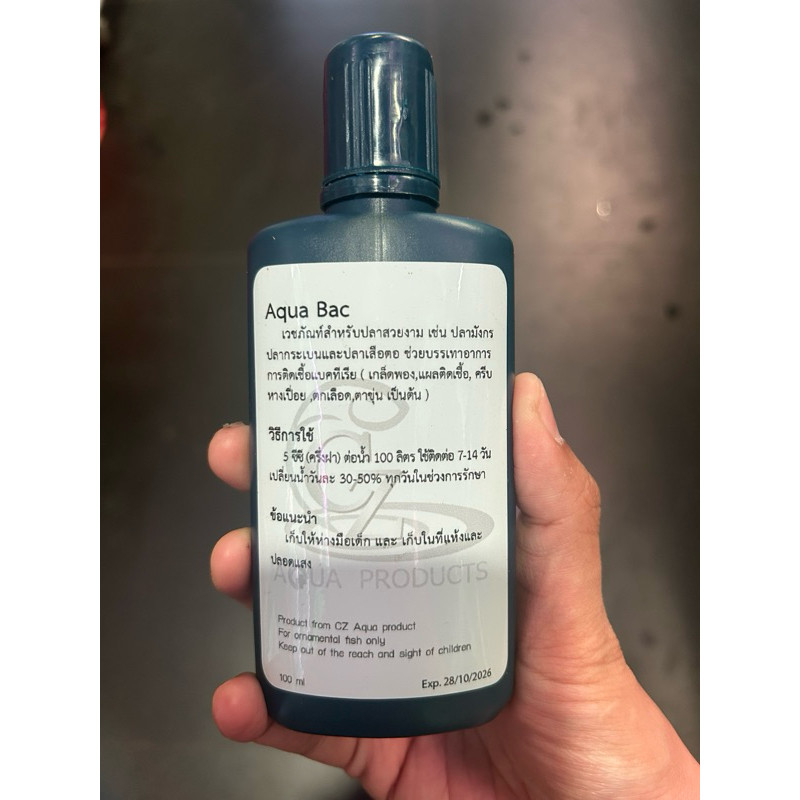 Aqua Bac
เวชภัณฑ์สำหรับปลาสวยงาม เช่น ปลามังกร
ปลากระเบนและปลาเสือตอ ช่วยบรรเทาอาการ
การติดเชื้อแบคทีเรีย ( เกล็ดพอง,แผลติดเชื้อ, ครีบ
หางเปื่อย ,ตกเลือด,ตาขุ่น เป็นต้น )
วิธีการใช้
5 ซีซี (ครึ่งฝา) ต่อน้ำ 100 ลิตร ใช้ติดต่อ 7-14 วัน
เปลี่ยนน้ำวันละ 30-50% ทุกวันในช่วงการรักษา
ข้อแนะนำ
เก็บให้ห่างมือเด็ก และ เก็บในที่แห้งและ
ปลอดแสง
CZ
AQUA PRODUCTS
Product from CZ Aqua product
For ornamental fish only
Keep out of the reach and sight of children
100 ml
Exp. 28/10/2026